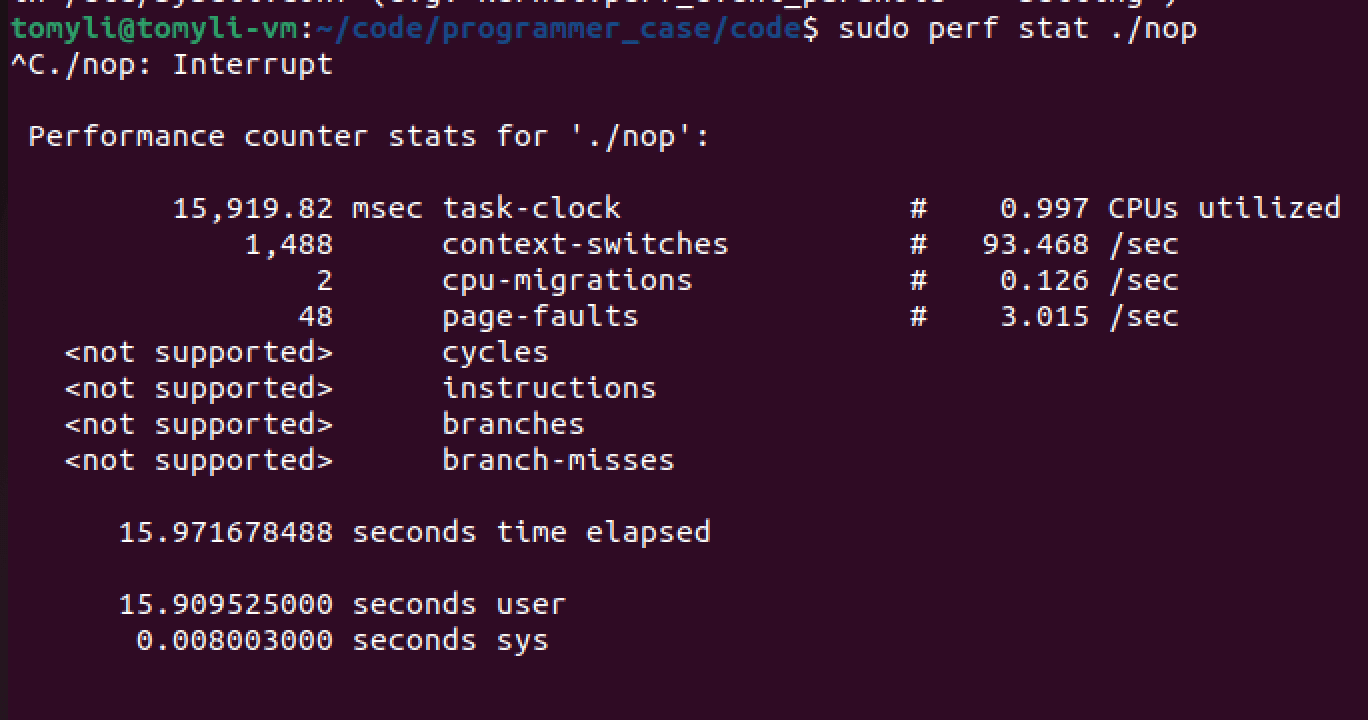 tomyli@tomyli-vm:~/code/programmer_case/code$ sudo perf stat ./nop
^C./nop: Interrupt
Performance counter stats for './nop':
15,919.82 msec task-clock # 0.997 CPUs utilized
1,488 context-switches # 93.468 /sec
2 cpu-migrations # 0.126 /sec
48 page-faults # 3.015 /sec
<not supported> cycles
<not supported> instructions
<not supported> branches
<not supported> branch-misses
15.971678488 seconds time elapsed
15.909525000 seconds user
0.008003000 seconds sys